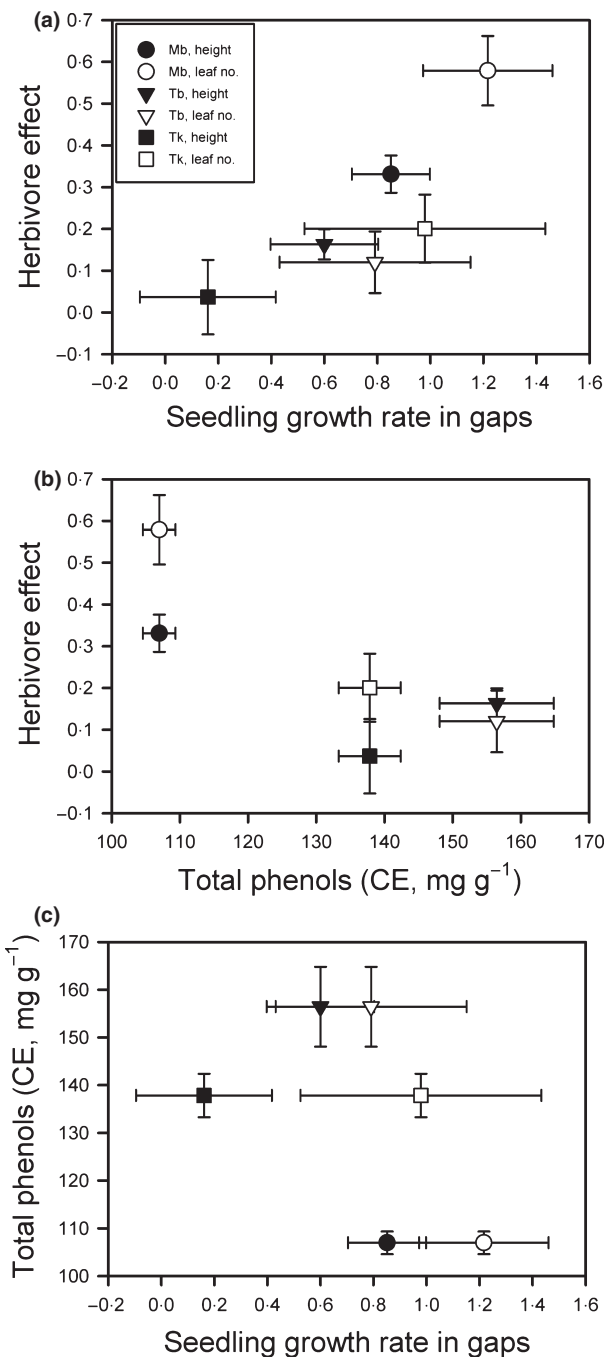 (a)
0·7
0·6
0·5
0·4
0·3
0·2
0·1
0·0
−0·1
Herbivore effect
Mb, height
Mb, leaf no.
Tb, height
Tb, leaf no.
Tk, height
Tk, leaf no.
−0·2 0·0 0·2 0·4 0·6 0·8 1·0 1·2 1·4 1·6
Seedling growth rate in gaps
(b)
0·7
0·6
0·5
0·4
0·3
0·2
0·1
0·0
−0·1
Herbivore effect
100 110 120 130 140 150 160 170
Total phenols (CE, mg g⁻¹)
(c)
170
160
150
140
130
120
110
100
Total phenols (CE, mg g⁻¹)
−0·2 0·0 0·2 0·4 0·6 0·8 1·0 1·2 1·4 1·6
Seedling growth rate in gaps